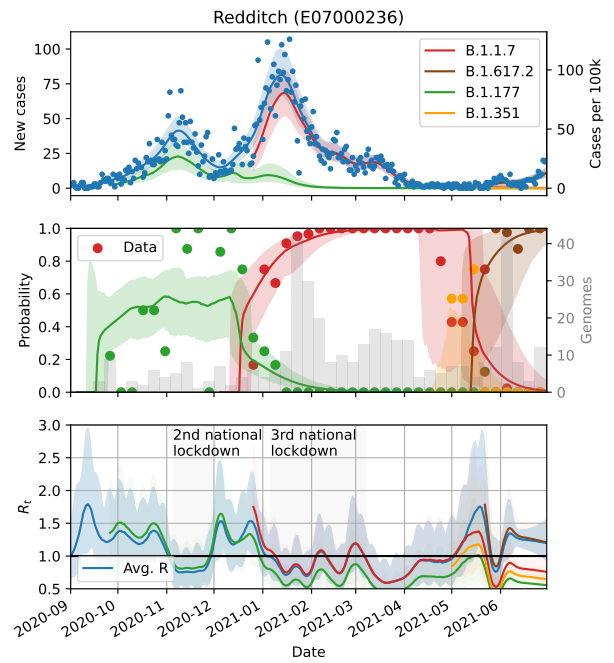 Redditch (E07000236)
New cases
100
75
50
25
0
B.1.1.7
B.1.617.2
B.1.177
B.1.351
100
50
0
Cases per 100k
Probability
1.0
0.8
0.6
0.4
0.2
0.0
Data
40
30
20
10
0
Genomes
R_t
3.0
2.5
2.0
1.5
1.0
0.5
2nd national
lockdown
3rd national
lockdown
Avg. R
2020-09
2020-10
2020-11
2020-12
2021-01
2021-02
2021-03
2021-04
2021-05
2021-06
Date